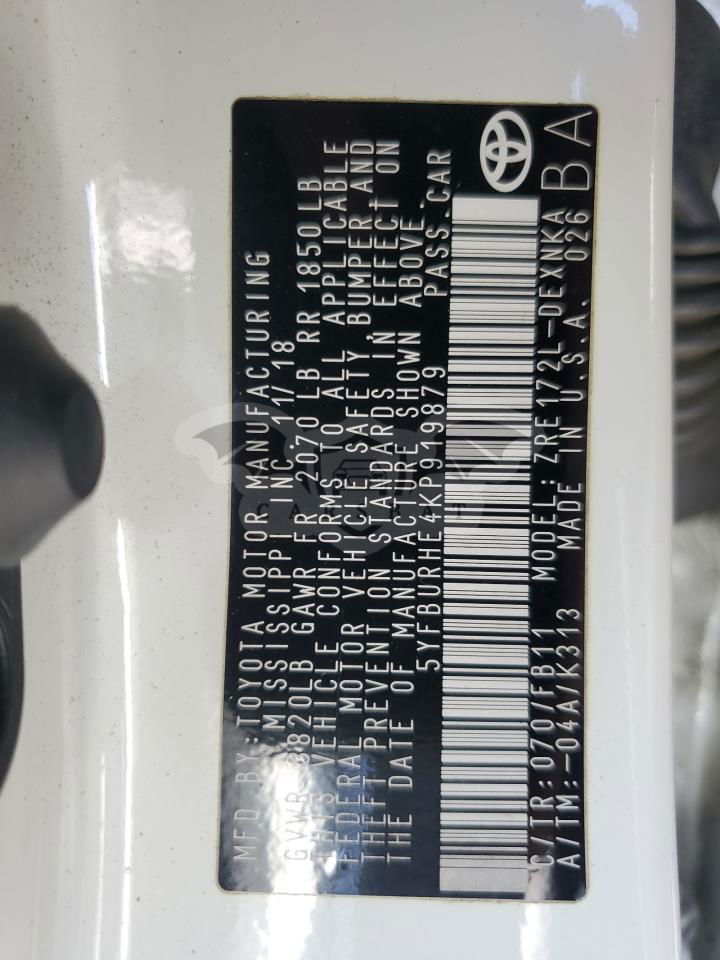 MFD. BY: TOYOTA MOTOR MANUFACTURING
MISSISSIPPI INC. 11/18
GVWR 3820LB GAWR FR 2070 LB RR 1850 LB
THIS VEHICLE CONFORMS TO ALL APPLICABLE
FEDERAL MOTOR VEHICLE SAFETY, BUMPER AND
THEFT PREVENTION STANDARDS IN EFFECT ON
THE DATE OF MANUFACTURE SHOWN ABOVE.
5YFBURHE4KP919879 PASS.CAR
C/TR: 070/FB11 MODEL: ZRE172L-DEXNKA
A/TM:-04A/K313 MADE IN U.S.A. 026
BA